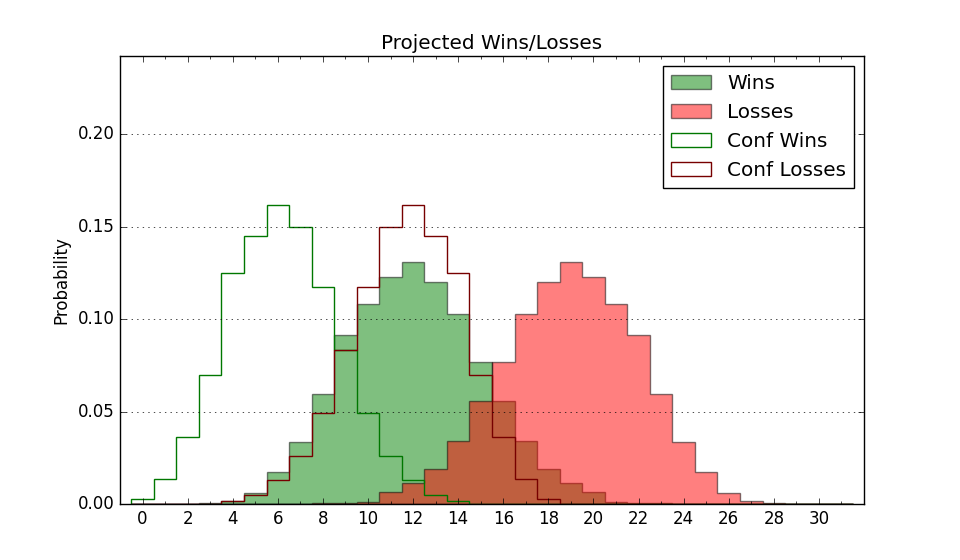 Projected Wins/Losses
Wins
Losses
Conf Wins
Conf Losses
Probability
0.20
0.15
0.10
0.05
0.00
0 2 4 6 8 10 12 14 16 18 20 22 24 26 28 30